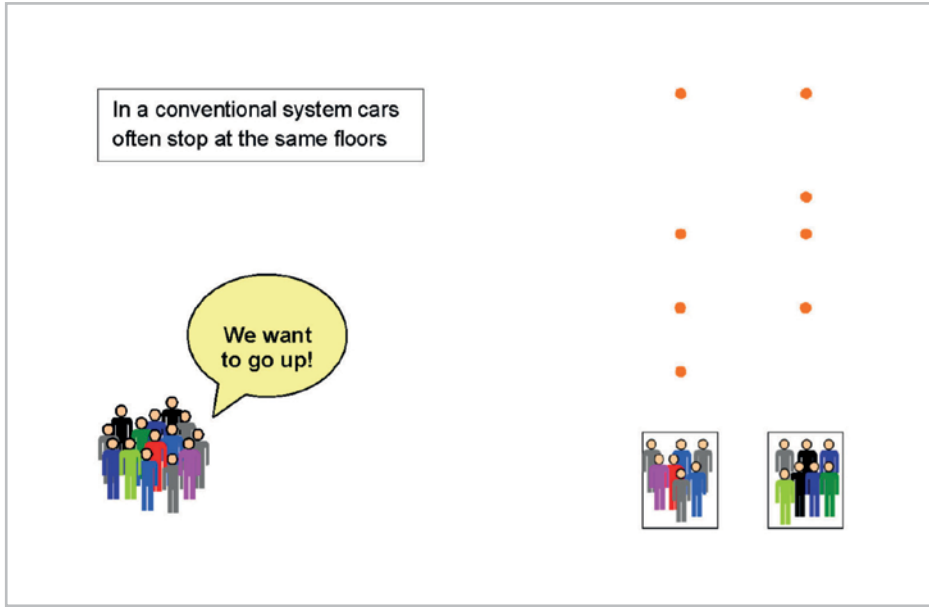 In a conventional system cars
often stop at the same floors
We want
to go up!